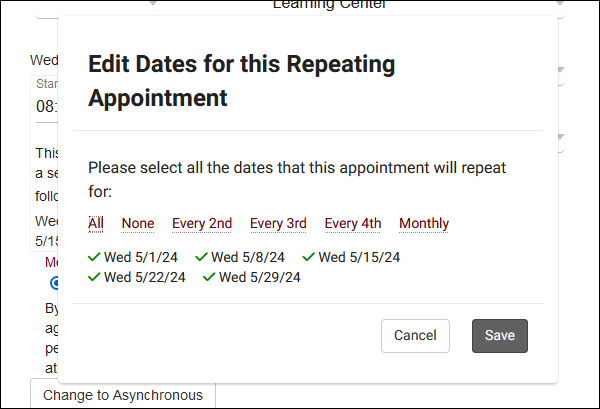 Learning Center
Wed
Edit Dates for this Repeating
Appointment
Star
08:
This
a se
follo
Wed
5/15
Please select all the dates that this appointment will repeat
for:
All None Every 2nd Every 3rd Every 4th Monthly
Wed 5/1/24 Wed 5/8/24 Wed 5/15/24
Wed 5/22/24 Wed 5/29/24
By
ag
pe
at
Cancel Save
Change to Asynchronous